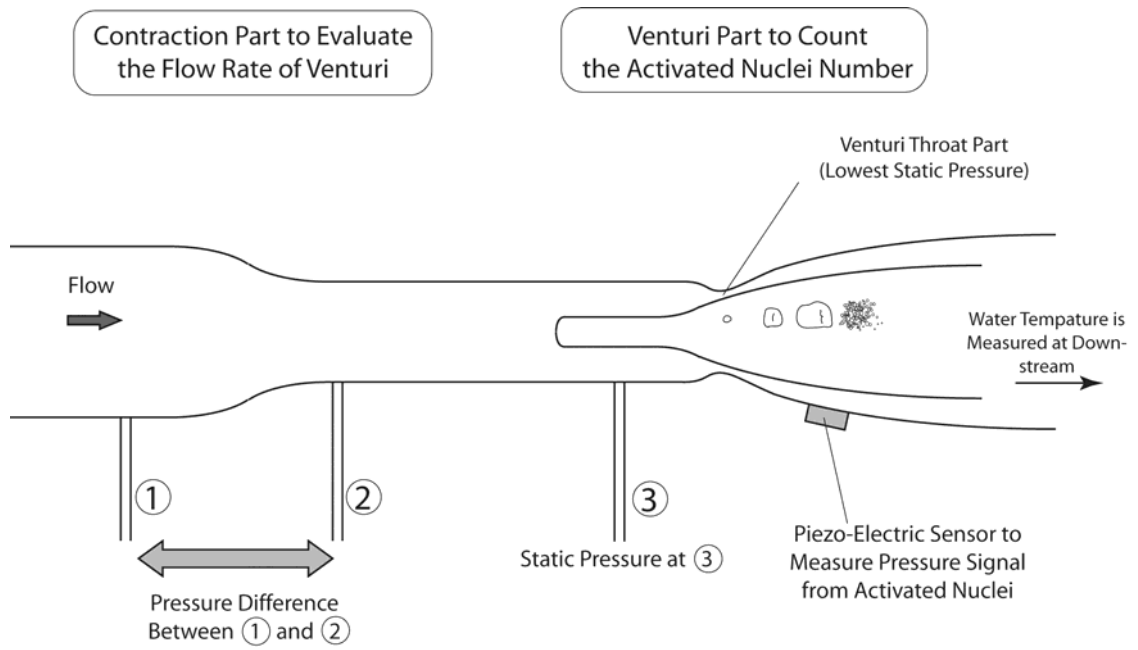 Contraction Part to Evaluate
the Flow Rate of Venturi
Venturi Part to Count
the Activated Nuclei Number
Venturi Throat Part
(Lowest Static Pressure)
Flow
Water Tempature is
Measured at Down-
stream
①
②
③
Static Pressure at ③
Piezo-Electric Sensor to
Measure Pressure Signal
from Activated Nuclei
Pressure Difference
Between ① and ②